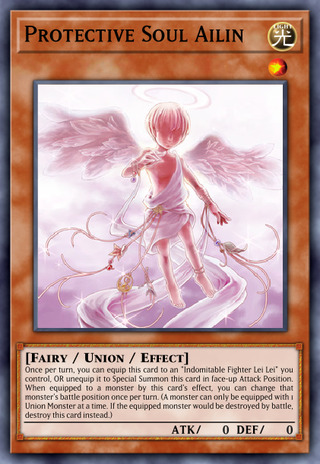 PROTECTIVE SOUL AILIN
LIGHT
光
[FAIRY / UNION / EFFECT]
Once per turn, you can equip this card to an "Indomitable Fighter Lei Lei" you
control, OR unequip it to Special Summon this card in face-up Attack Position.
When equipped to a monster by this card's effect, you can change that
monster's battle position once per turn. (A monster can only be equipped with 1
Union Monster at a time. If the equipped monster would be destroyed by battle,
destroy this card instead.)
ATK/ 0 DEF/ 0